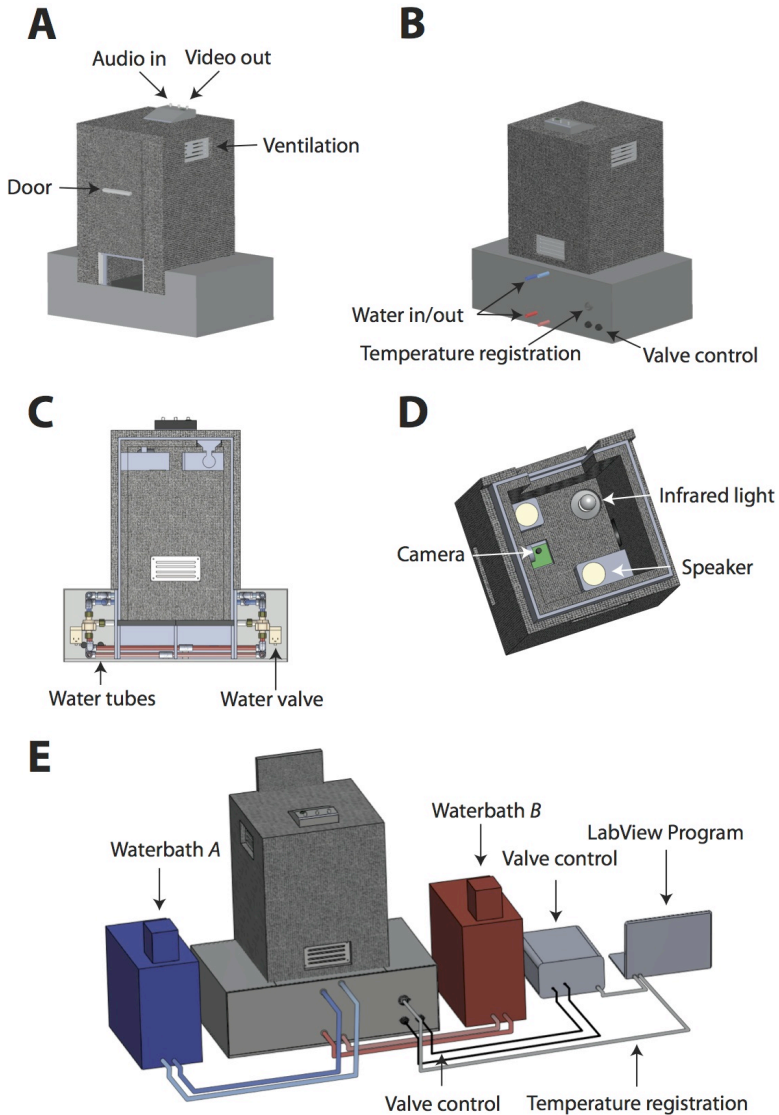 A
Audio in
Video out
Ventilation
Door
B
Water in/out
Temperature registration
Valve control
C
Water tubes
Water valve
D
Infrared light
Camera
Speaker
E
Waterbath A
Waterbath B
Valve control
LabView Program
Valve control
Temperature registration